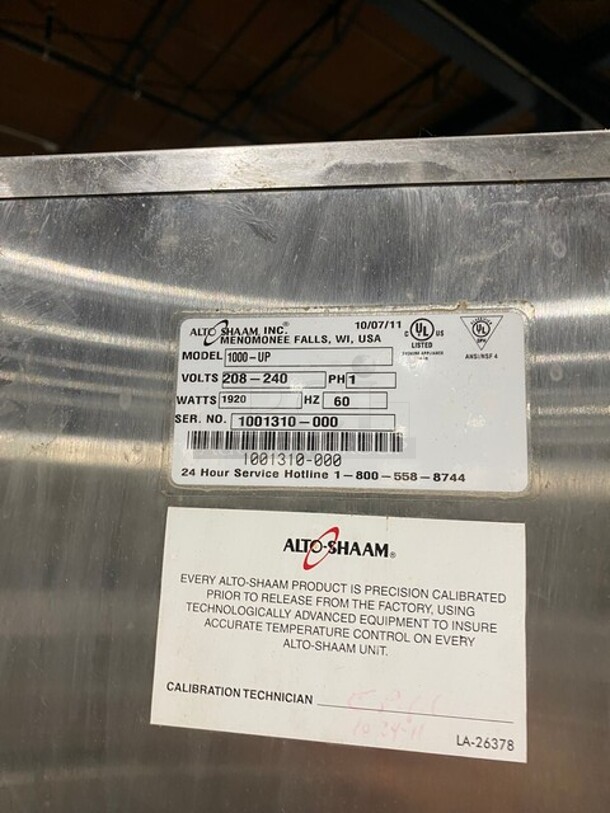 ALTO SHAAM, INC.® 10/07/11
MENOMONEE FALLS, WI, USA
C UL US LISTED
UL EPH
ANSI/NSF 4
MODEL 1000-UP
VOLTS 208-240 PH 1
WATTS 1920 HZ 60
SER. NO. 1001310-000
1001310-000
24 Hour Service Hotline 1-800-558-8744
ALTO-SHAAM®
EVERY ALTO-SHAAM PRODUCT IS PRECISION CALIBRATED
PRIOR TO RELEASE FROM THE FACTORY, USING
TECHNOLOGICALLY ADVANCED EQUIPMENT TO INSURE
ACCURATE TEMPERATURE CONTROL ON EVERY
ALTO-SHAAM UNIT.
CALIBRATION TECHNICIAN
10-24-11
LA-26378